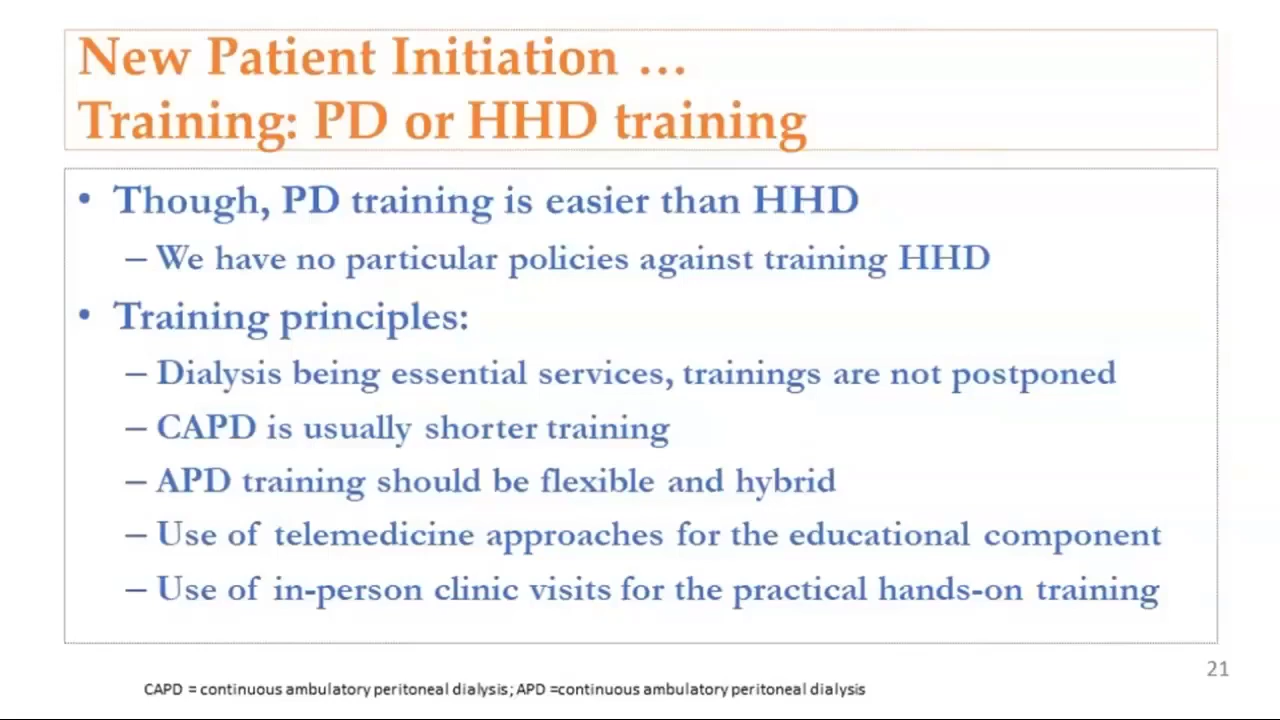 New Patient Initiation …
Training: PD or HHD training
• Though, PD training is easier than HHD
– We have no particular policies against training HHD
• Training principles:
– Dialysis being essential services, trainings are not postponed
– CAPD is usually shorter training
– APD training should be flexible and hybrid
– Use of telemedicine approaches for the educational component
– Use of in-person clinic visits for the practical hands-on training
21
CAPD = continuous ambulatory peritoneal dialysis; APD =continuous ambulatory peritoneal dialysis